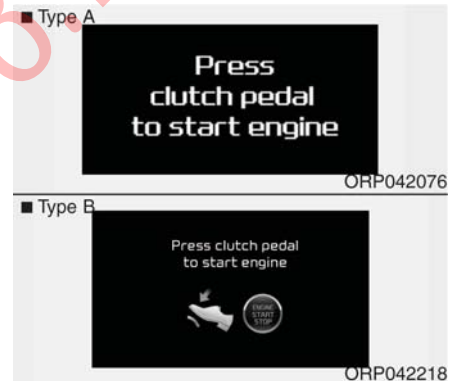 ■ Type A
Press
clutch pedal
to start engine
ORP042076
■ Type B
Press clutch pedal
to start engine
ENGINE
START
STOP
ORP042218